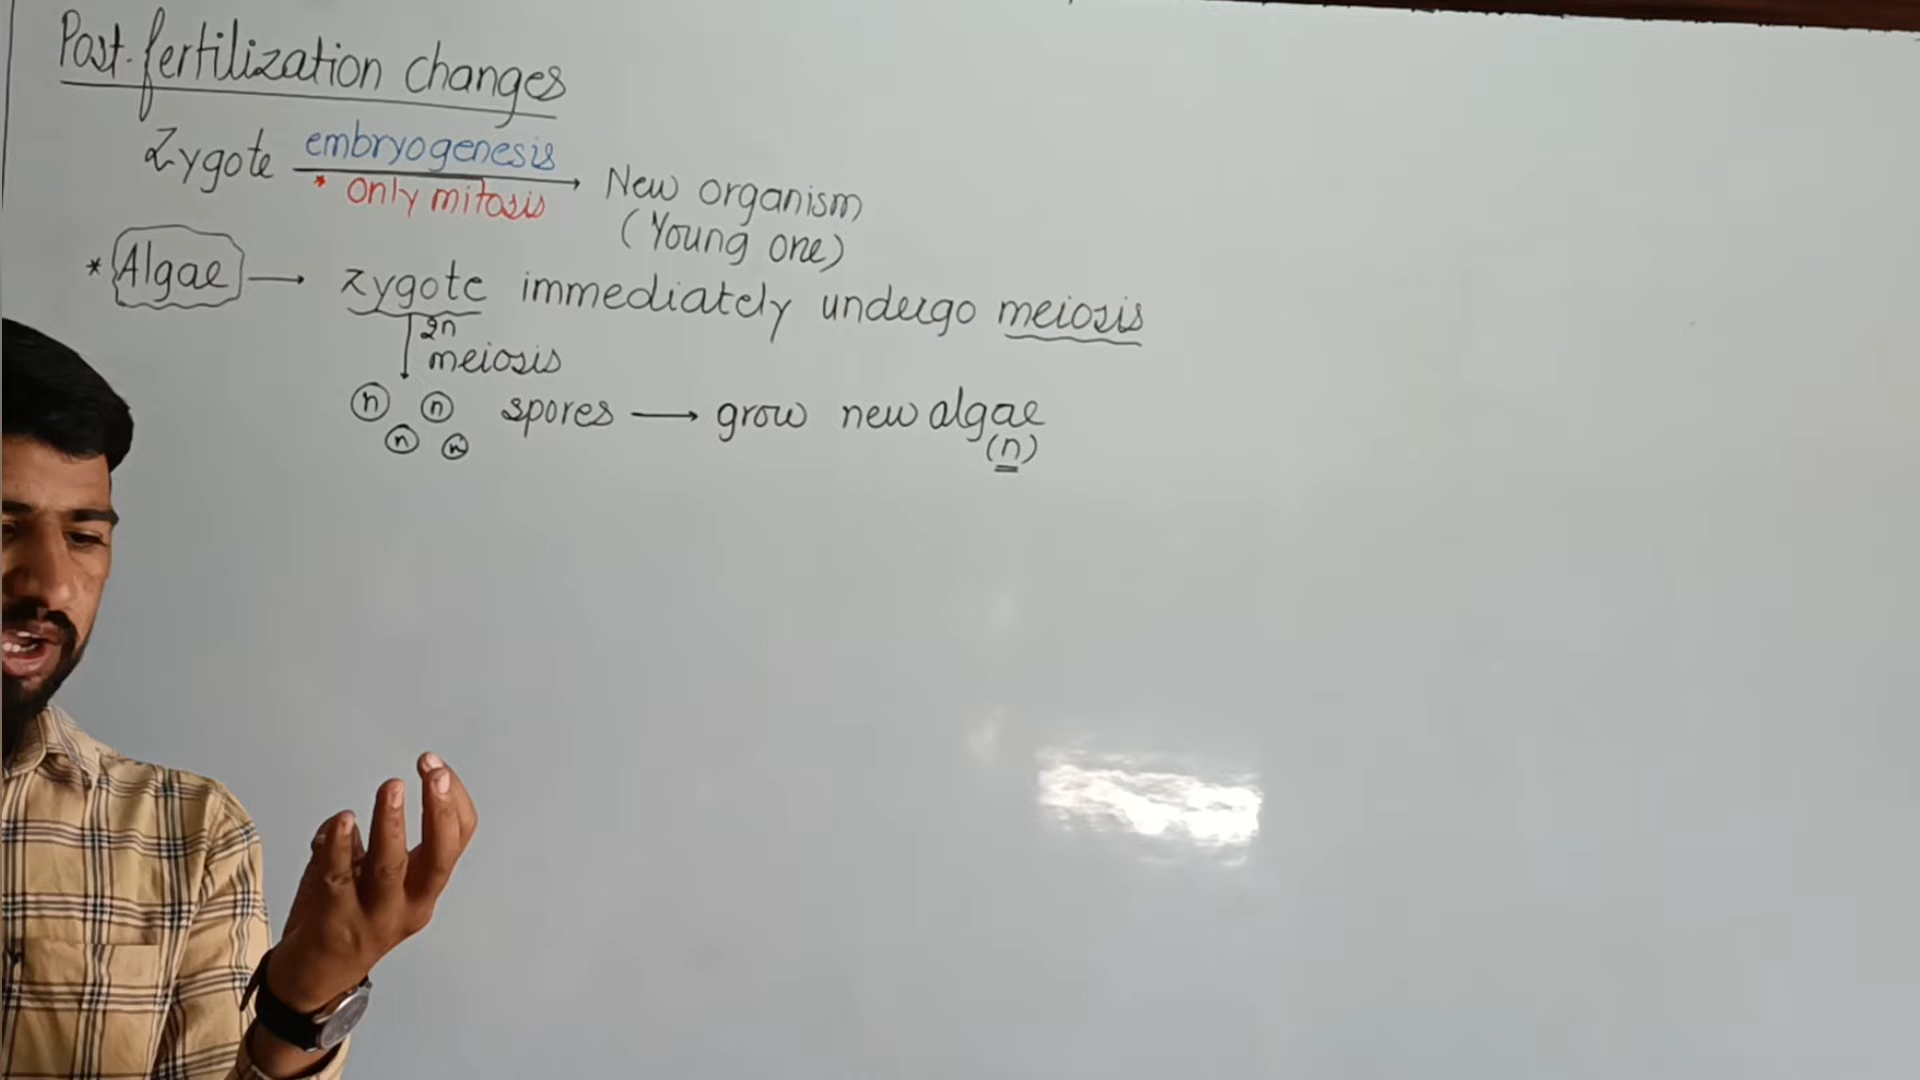 Post-fertilization changes
Zygote embryogenesis → New organism
* only mitosis
(Young one)
* Algae → zygote immediately undergo meiosis
2n
meiosis
n n spores → grow new algae
n n (n)